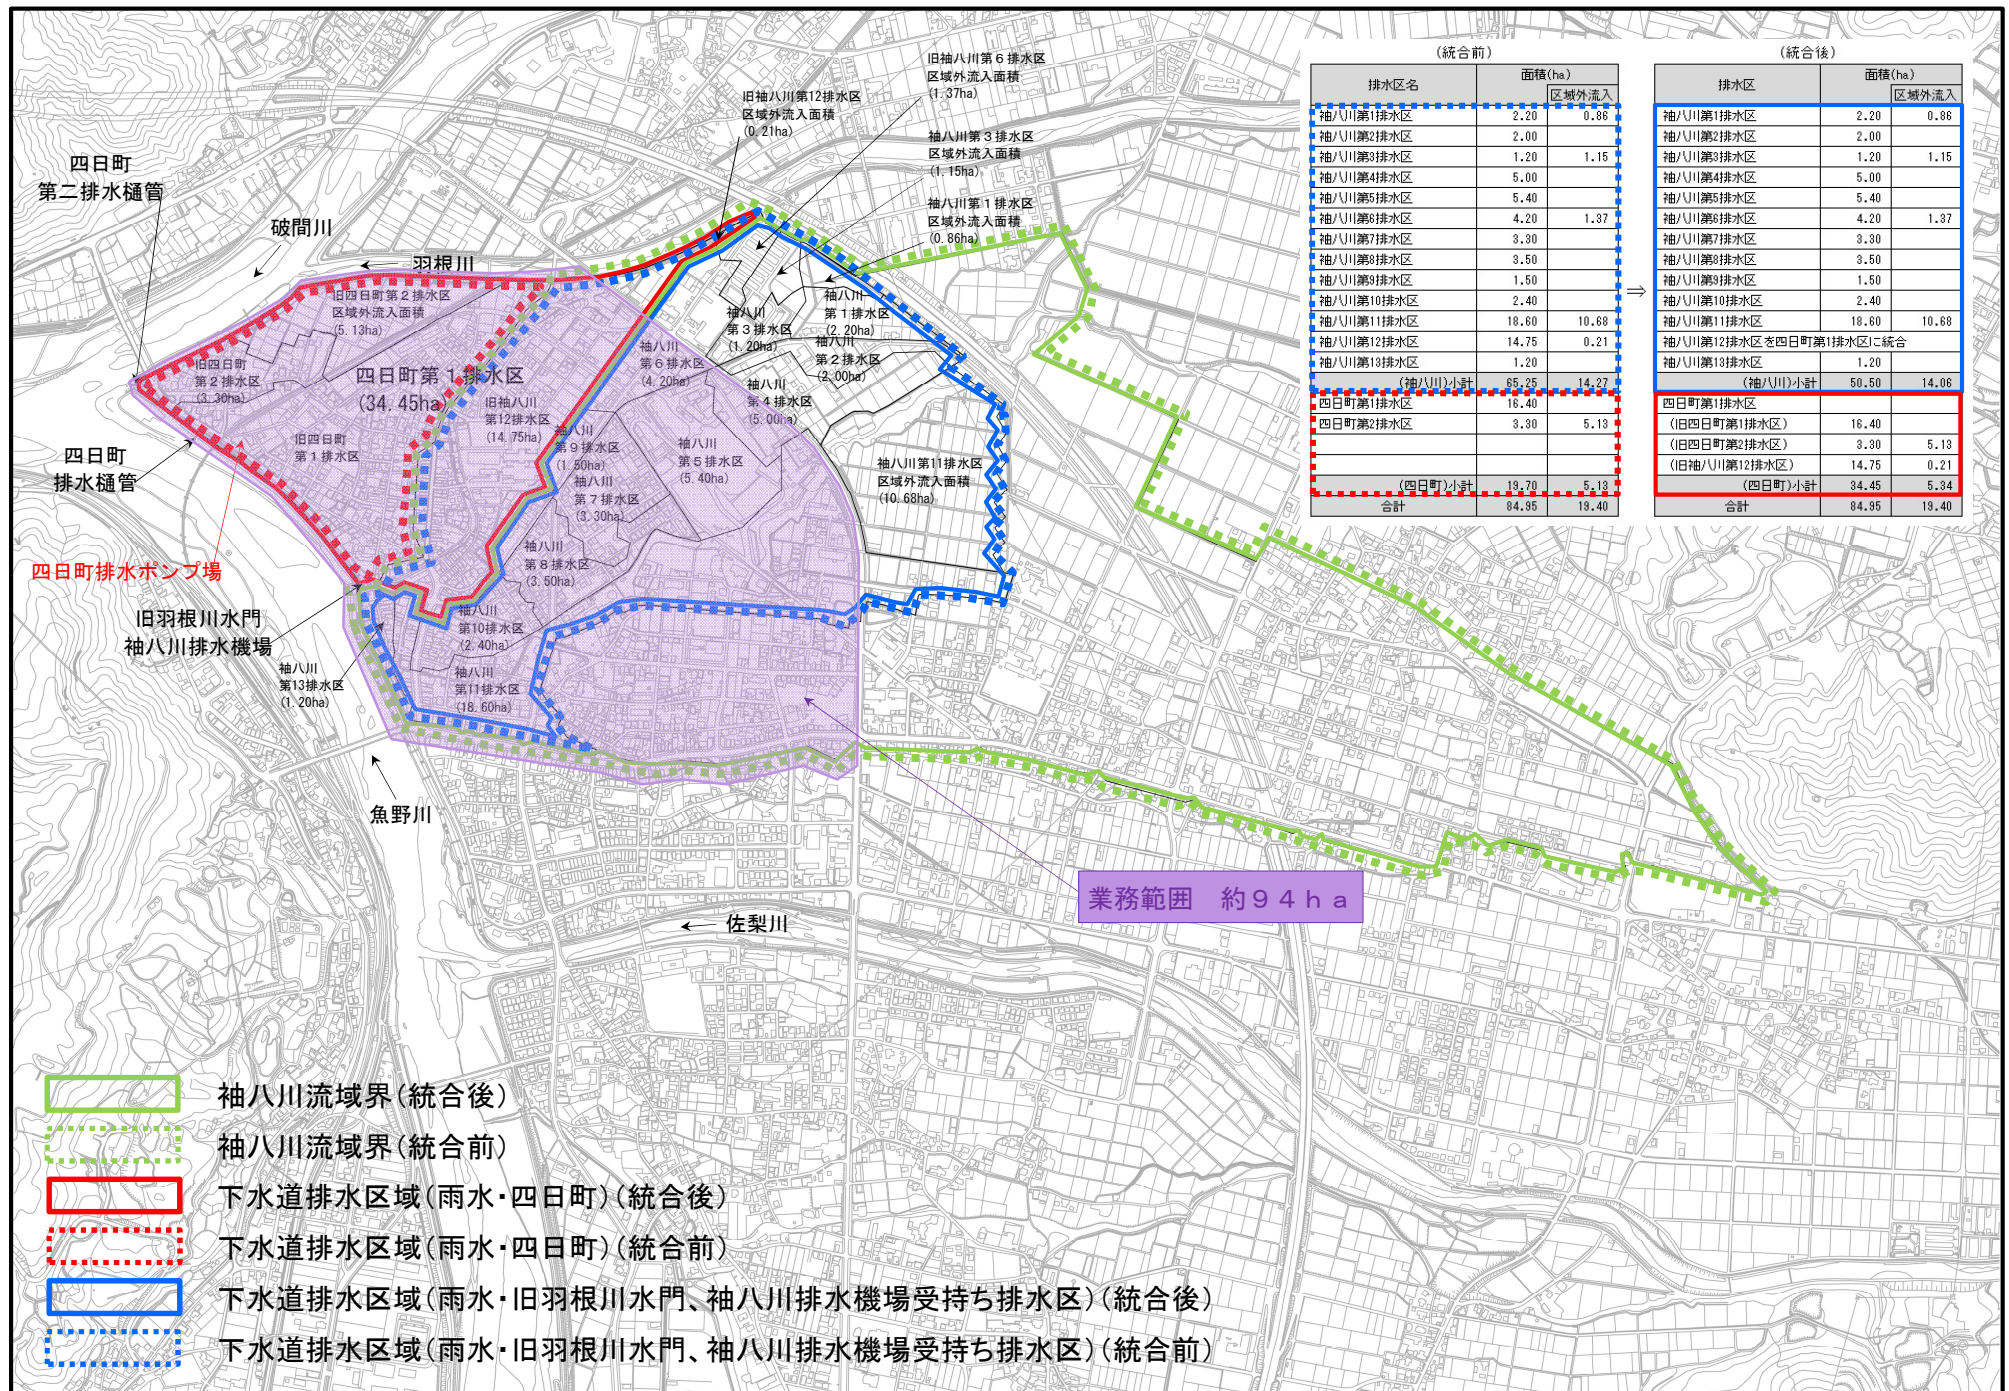 旧袖八川第６排水区
区域外流入面積
(1.37ha)
旧袖八川第12排水区
区域外流入面積
(0.21ha)
袖八川第３排水区
区域外流入面積
(1.15ha)
袖八川第１排水区
区域外流入面積
(0.86ha)
四日町
第二排水樋管
破間川
羽根川
旧四日町第２排水区
区域外流入面積
(5.13ha)
旧四日町
第２排水区
(3.30ha)
四日町第１排水区
(34.45ha)
旧袖八川
第12排水区
(14.75ha)
旧四日町
第１排水区
袖八川
第１排水区
(2.20ha)
袖八川
第３排水区
(1.20ha)
袖八川
第２排水区
(2.00ha)
袖八川
第６排水区
(4.20ha)
袖八川
第４排水区
(5.00ha)
袖八川
第９排水区
(1.50ha)
袖八川
第５排水区
(5.40ha)
袖八川
第７排水区
(3.30ha)
袖八川第11排水区
区域外流入面積
(10.68ha)
袖八川
第８排水区
(3.50ha)
袖八川
第10排水区
(2.40ha)
袖八川
第11排水区
(18.60ha)
袖八川
第13排水区
(1.20ha)
四日町
排水樋管
四日町排水ポンプ場
旧羽根川水門
袖八川排水機場
魚野川
佐梨川
業務範囲　約９４ｈａ
(統合前)
排水区名 面積(ha)
区域外流入
袖八川第1排水区 2.20 0.86
袖八川第2排水区 2.00
袖八川第3排水区 1.20 1.15
袖八川第4排水区 5.00
袖八川第5排水区 5.40
袖八川第6排水区 4.20 1.37
袖八川第7排水区 3.30
袖八川第8排水区 3.50
袖八川第9排水区 1.50
袖八川第10排水区 2.40
袖八川第11排水区 18.60 10.68
袖八川第12排水区 14.75 0.21
袖八川第13排水区 1.20
(袖八川)小計 65.25 14.27
四日町第1排水区 16.40
四日町第2排水区 3.30 5.13
(四日町)小計 19.70 5.13
合計 84.95 19.40
⇒
(統合後)
排水区 面積(ha)
区域外流入
袖八川第1排水区 2.20 0.86
袖八川第2排水区 2.00
袖八川第3排水区 1.20 1.15
袖八川第4排水区 5.00
袖八川第5排水区 5.40
袖八川第6排水区 4.20 1.37
袖八川第7排水区 3.30
袖八川第8排水区 3.50
袖八川第9排水区 1.50
袖八川第10排水区 2.40
袖八川第11排水区 18.60 10.68
袖八川第12排水区を四日町第1排水区に統合
袖八川第13排水区 1.20
(袖八川)小計 50.50 14.06
四日町第1排水区
(旧四日町第1排水区) 16.40
(旧四日町第2排水区) 3.30 5.13
(旧袖八川第12排水区) 14.75 0.21
(四日町)小計 34.45 5.34
合計 84.95 19.40
袖八川流域界(統合後)
袖八川流域界(統合前)
下水道排水区域(雨水・四日町)(統合後)
下水道排水区域(雨水・四日町)(統合前)
下水道排水区域(雨水・旧羽根川水門、袖八川排水機場受持ち排水区)(統合後)
下水道排水区域(雨水・旧羽根川水門、袖八川排水機場受持ち排水区)(統合前)